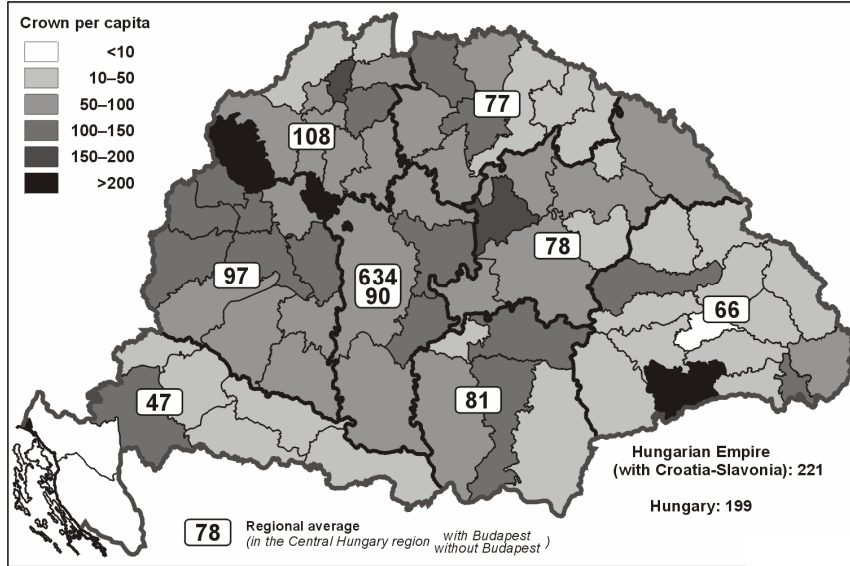 Crown per capita
<10
10–50
50–100
100–150
150–200
>200
77
108
78
97
634
90
66
47
81
Hungarian Empire
(with Croatia-Slavonia): 221
Hungary: 199
78
Regional average
(in the Central Hungary region with Budapest
without Budapest )